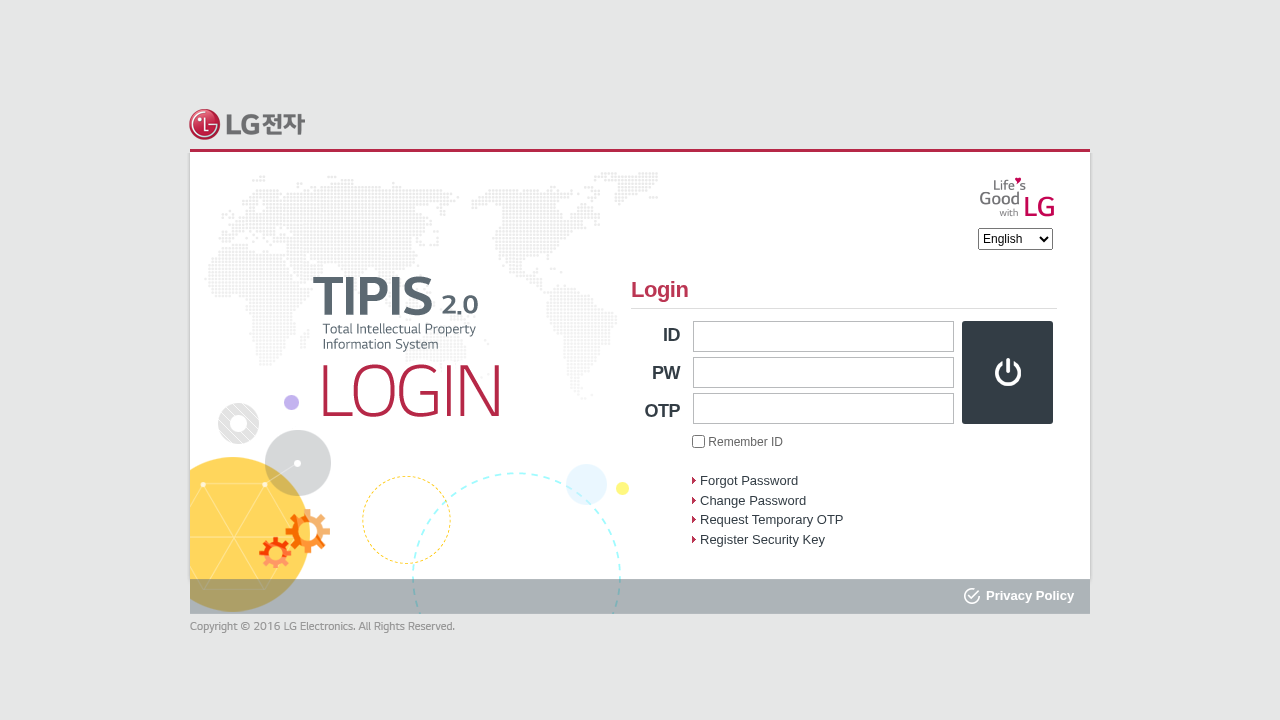 LG전자
Life's
Good
with LG
English
TIPIS 2.0
Total Intellectual Property
Information System
LOGIN
Login
ID
PW
OTP
Remember ID
Forgot Password
Change Password
Request Temporary OTP
Register Security Key
Privacy Policy
Copyright © 2016 LG Electronics. All Rights Reserved.